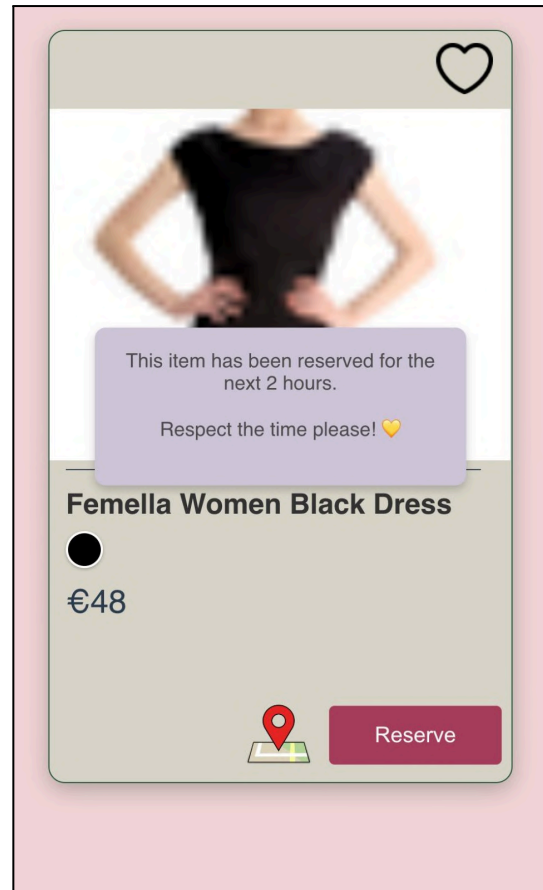 This item has been reserved for the
next 2 hours.
Respect the time please! 💛
Femella Women Black Dress
€48
Reserve